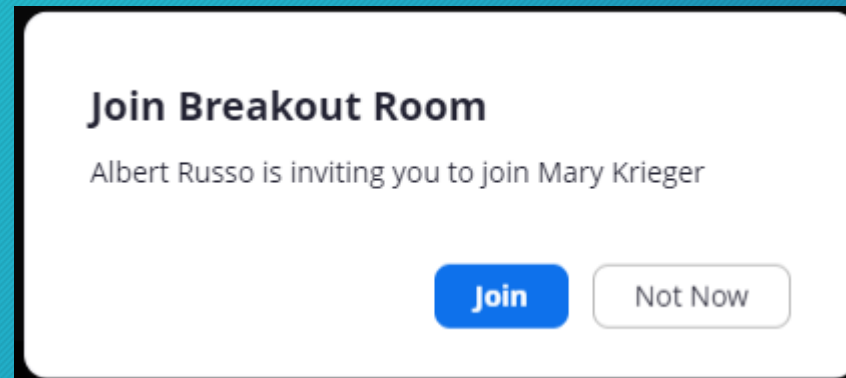 Join Breakout Room
Albert Russo is inviting you to join Mary Krieger
Join
Not Now